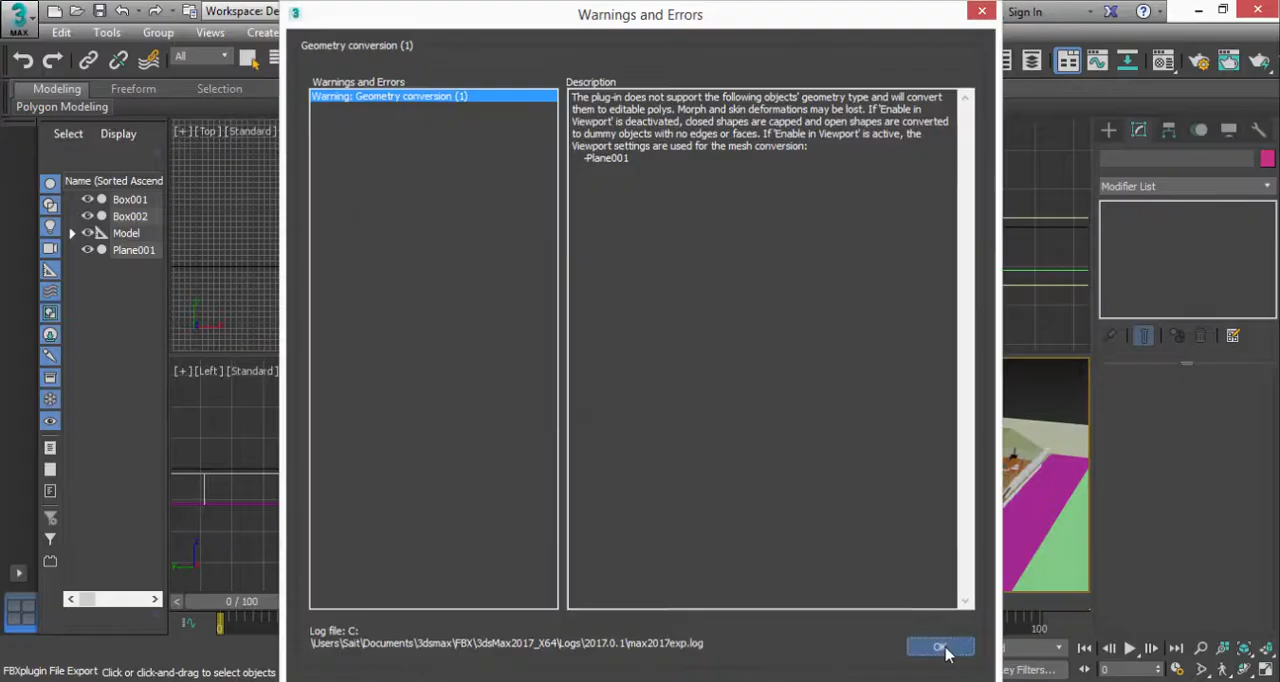 3
MAX
Workspace: De
Sign In
Edit
Tools
Group
Views
Create
All
Modeling
Freeform
Selection
Polygon Modeling
Select
Display
Name (Sorted Ascend
Box001
Box002
Model
Plane001
[+] [Top] [Standard]
[+] [Left] [Standard]
0 / 100
FBXplugin File Export
Click or click-and-drag to select objects
3
Warnings and Errors
Geometry conversion (1)
Warnings and Errors
Warning: Geometry conversion (1)
Description
The plug-in does not support the following objects' geometry type and will convert
them to editable polys. Morph and skin deformations may be lost. If 'Enable in
Viewport' is deactivated, closed shapes are capped and open shapes are converted
to dummy objects with no edges or faces. If 'Enable in Viewport' is active, the
Viewport settings are used for the mesh conversion:
-Plane001
Log file: C:
\Users\Sait\Documents\3dsmax\FBX\3dsMax2017_X64\Logs\2017.0.1\max2017exp.log
OK
Modifier List
100
Key Filters...
0